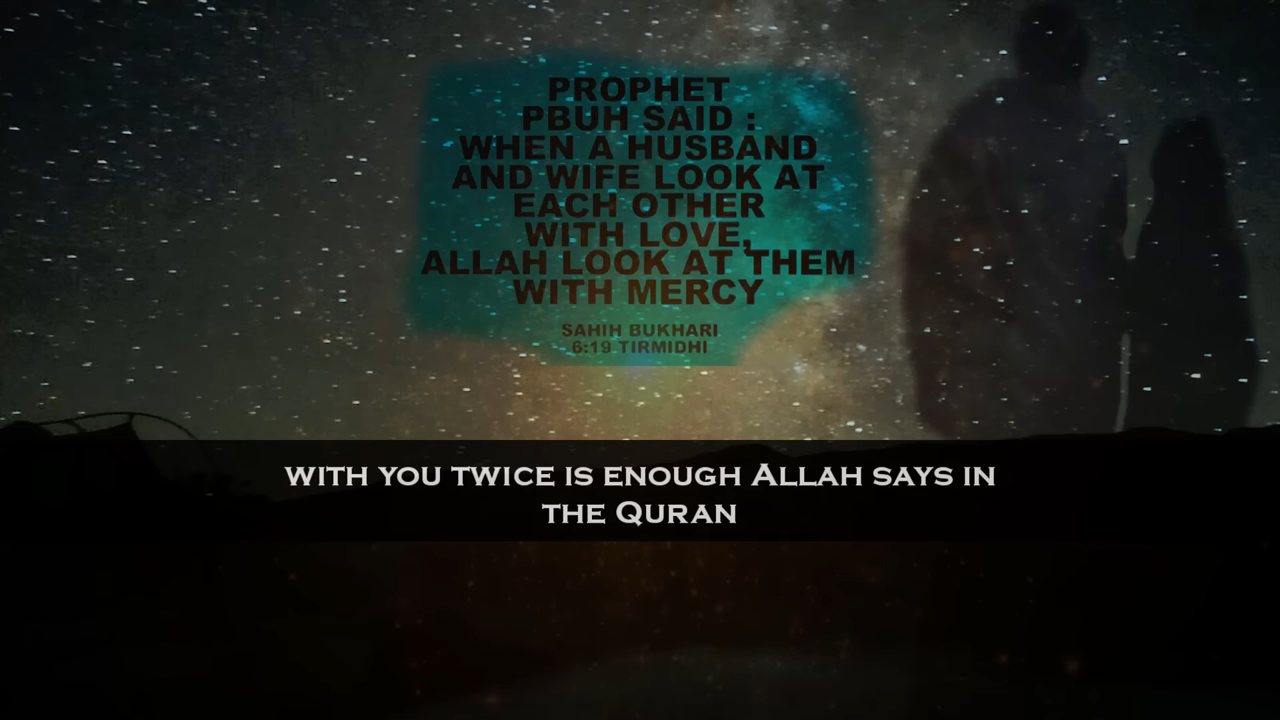 PROPHET
PBUH SAID :
WHEN A HUSBAND
AND WIFE LOOK AT
EACH OTHER
WITH LOVE,
ALLAH LOOK AT THEM
WITH MERCY
SAHIH BUKHARI
6:19 TIRMIDHI
WITH YOU TWICE IS ENOUGH ALLAH SAYS IN
THE QURAN